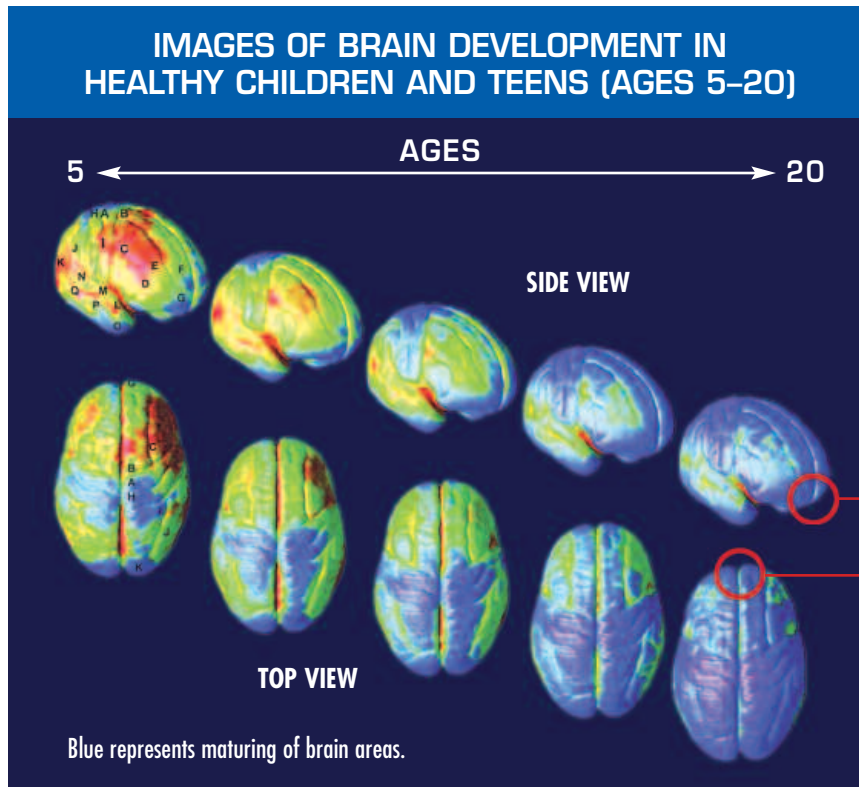 IMAGES OF BRAIN DEVELOPMENT IN
HEALTHY CHILDREN AND TEENS (AGES 5–20)
AGES
5
20
HA B
I
C
J
K
E
F
N
D
Q
M
G
P
L
O
SIDE VIEW
G
C
B
A
H
I
J
K
TOP VIEW
Blue represents maturing of brain areas.